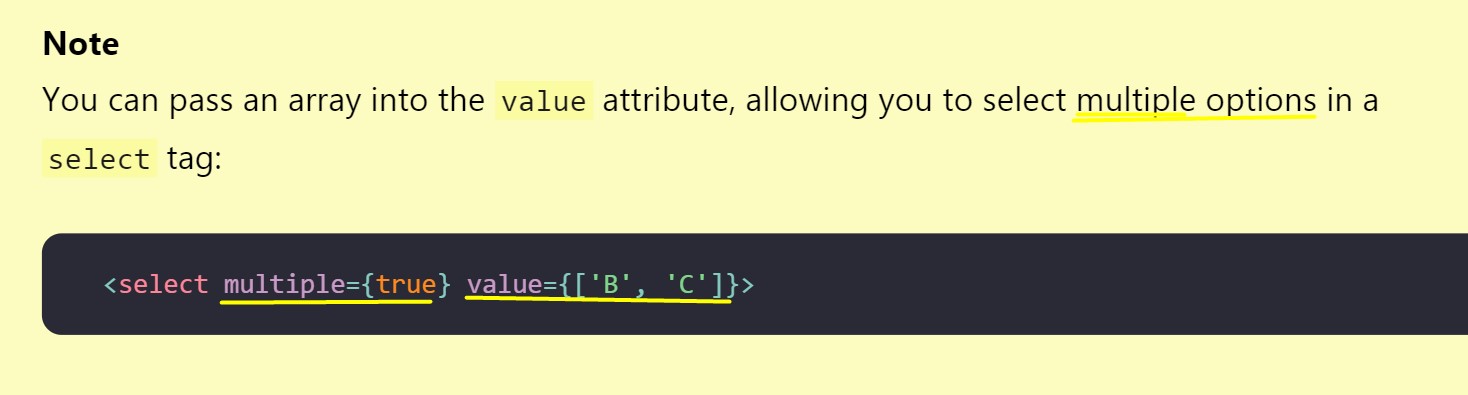 Note
You can pass an array into the value attribute, allowing you to select multiple options in a
select tag:
<select multiple={true} value={['B', 'C']}>